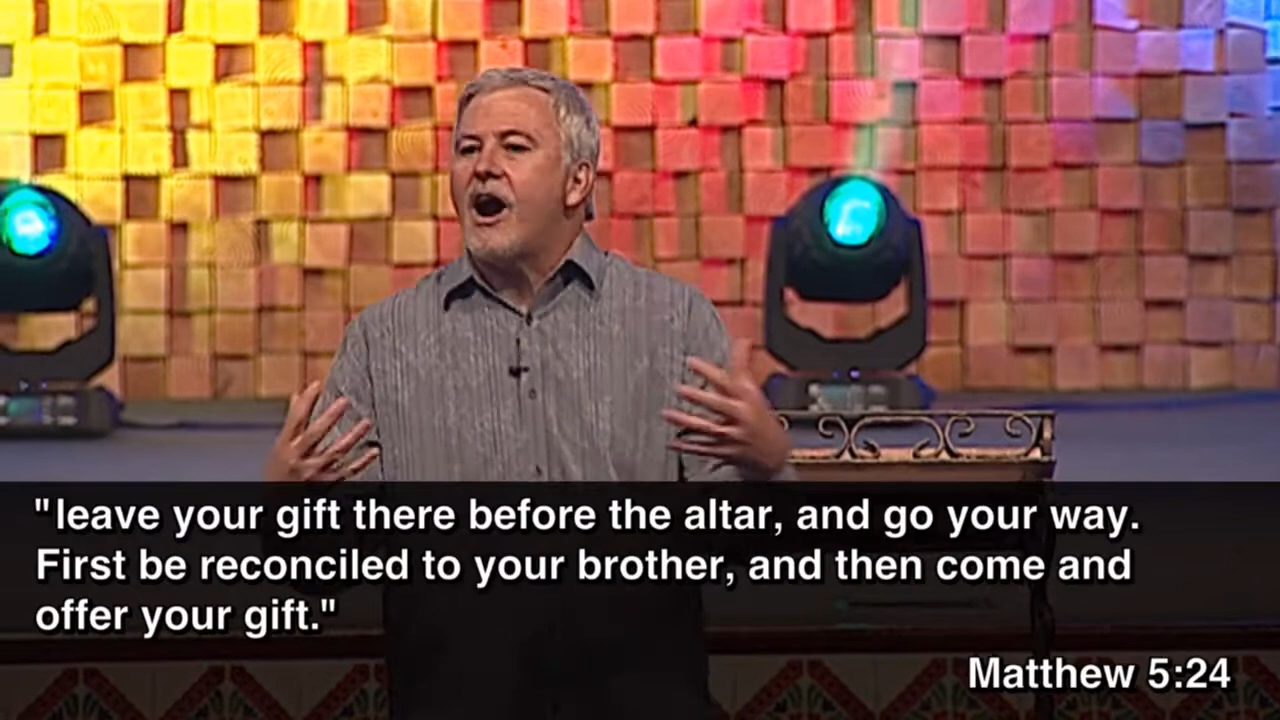 "leave your gift there before the altar, and go your way.
First be reconciled to your brother, and then come and
offer your gift."
Matthew 5:24